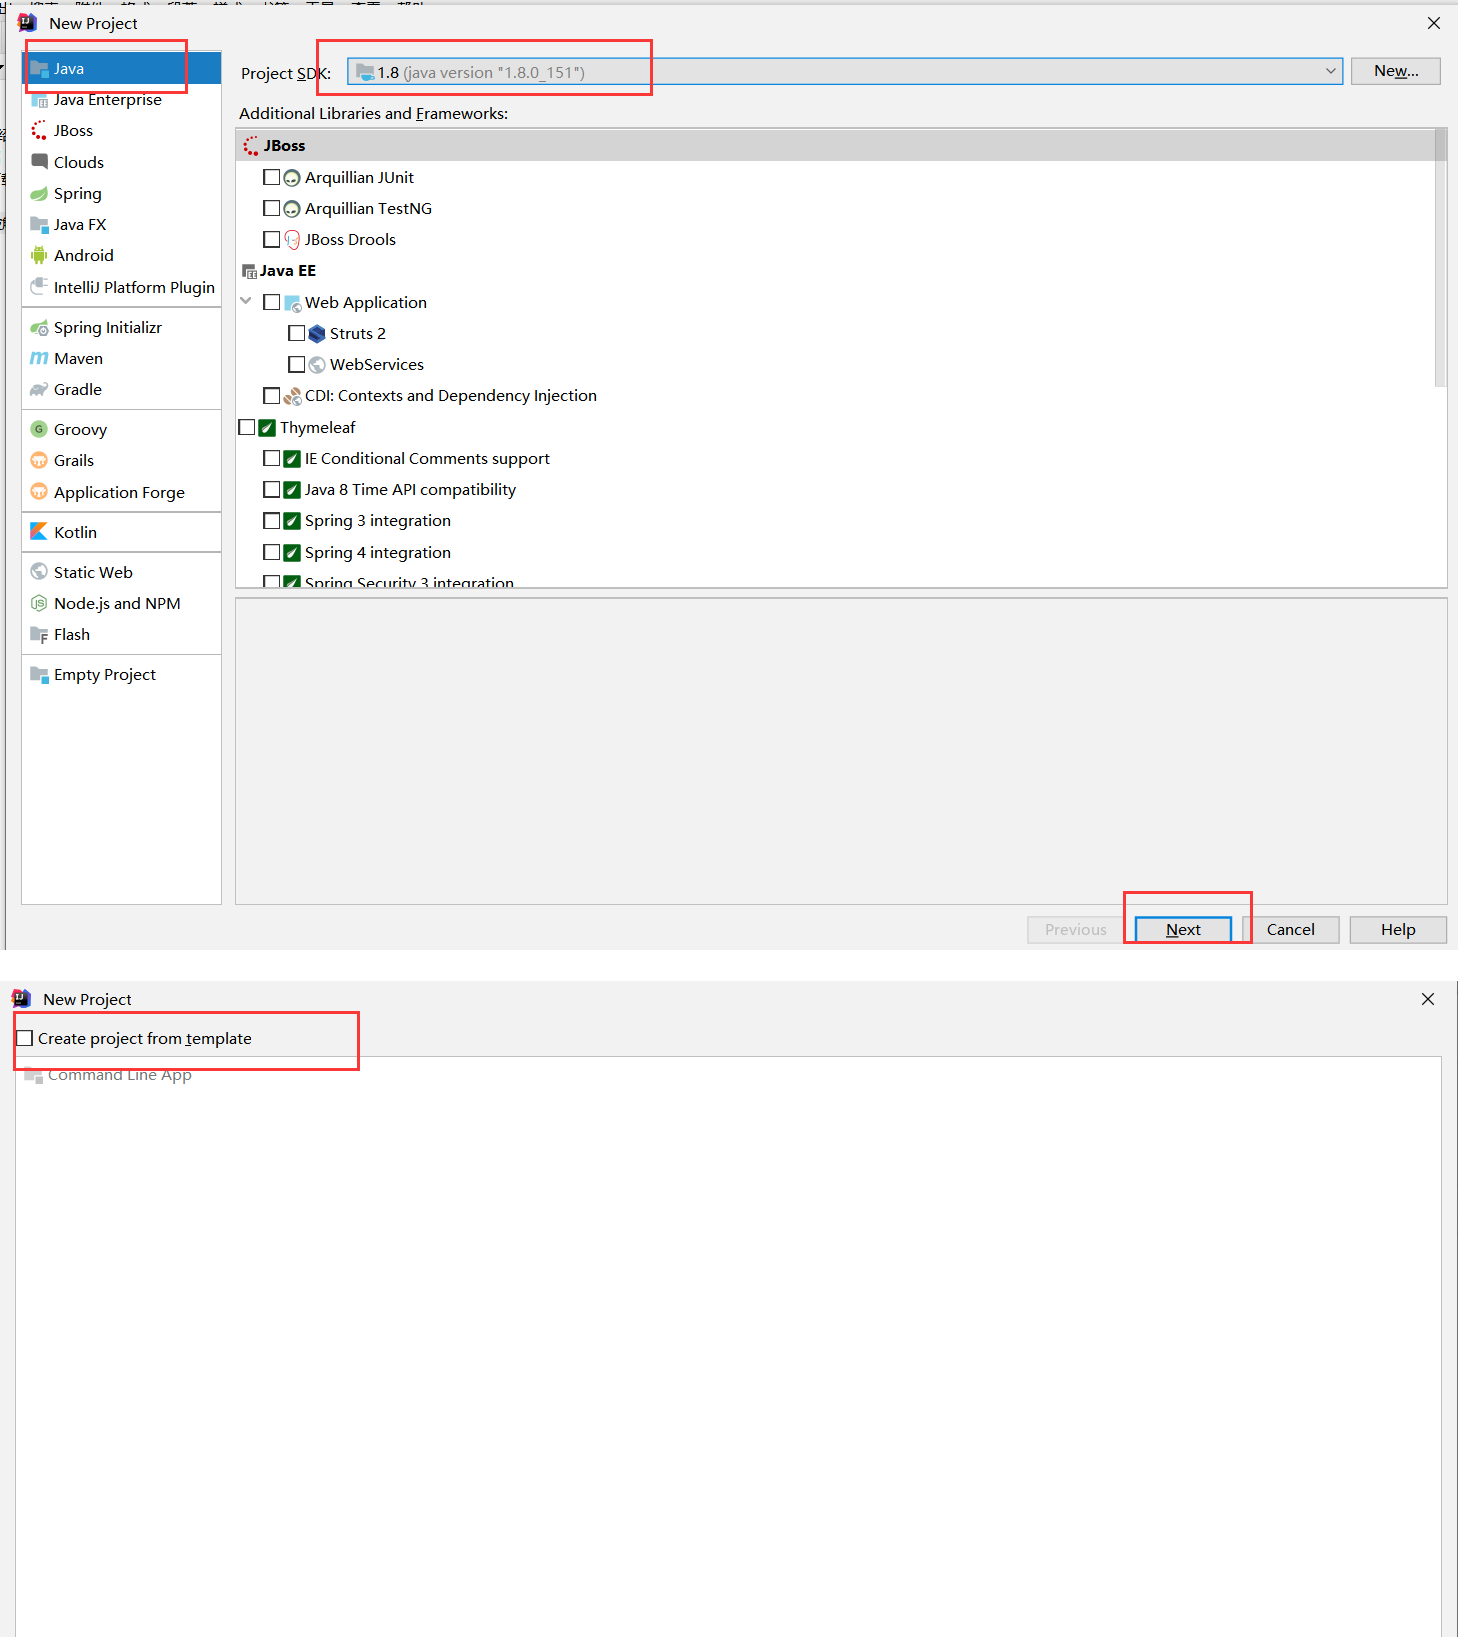 New Project
Java
Java Enterprise
JBoss
Clouds
Spring
Java FX
Android
IntelliJ Platform Plugin
Spring Initializr
Maven
Gradle
Groovy
Grails
Application Forge
Kotlin
Static Web
Node.js and NPM
Flash
Empty Project
Project SDK: 1.8 (java version "1.8.0_151") New...
Additional Libraries and Frameworks:
JBoss
Arquillian JUnit
Arquillian TestNG
JBoss Drools
Java EE
Web Application
Struts 2
WebServices
CDI: Contexts and Dependency Injection
Thymeleaf
IE Conditional Comments support
Java 8 Time API compatibility
Spring 3 integration
Spring 4 integration
Spring Security 3 integration
Previous Next Cancel Help
New Project
Create project from template
Command Line App